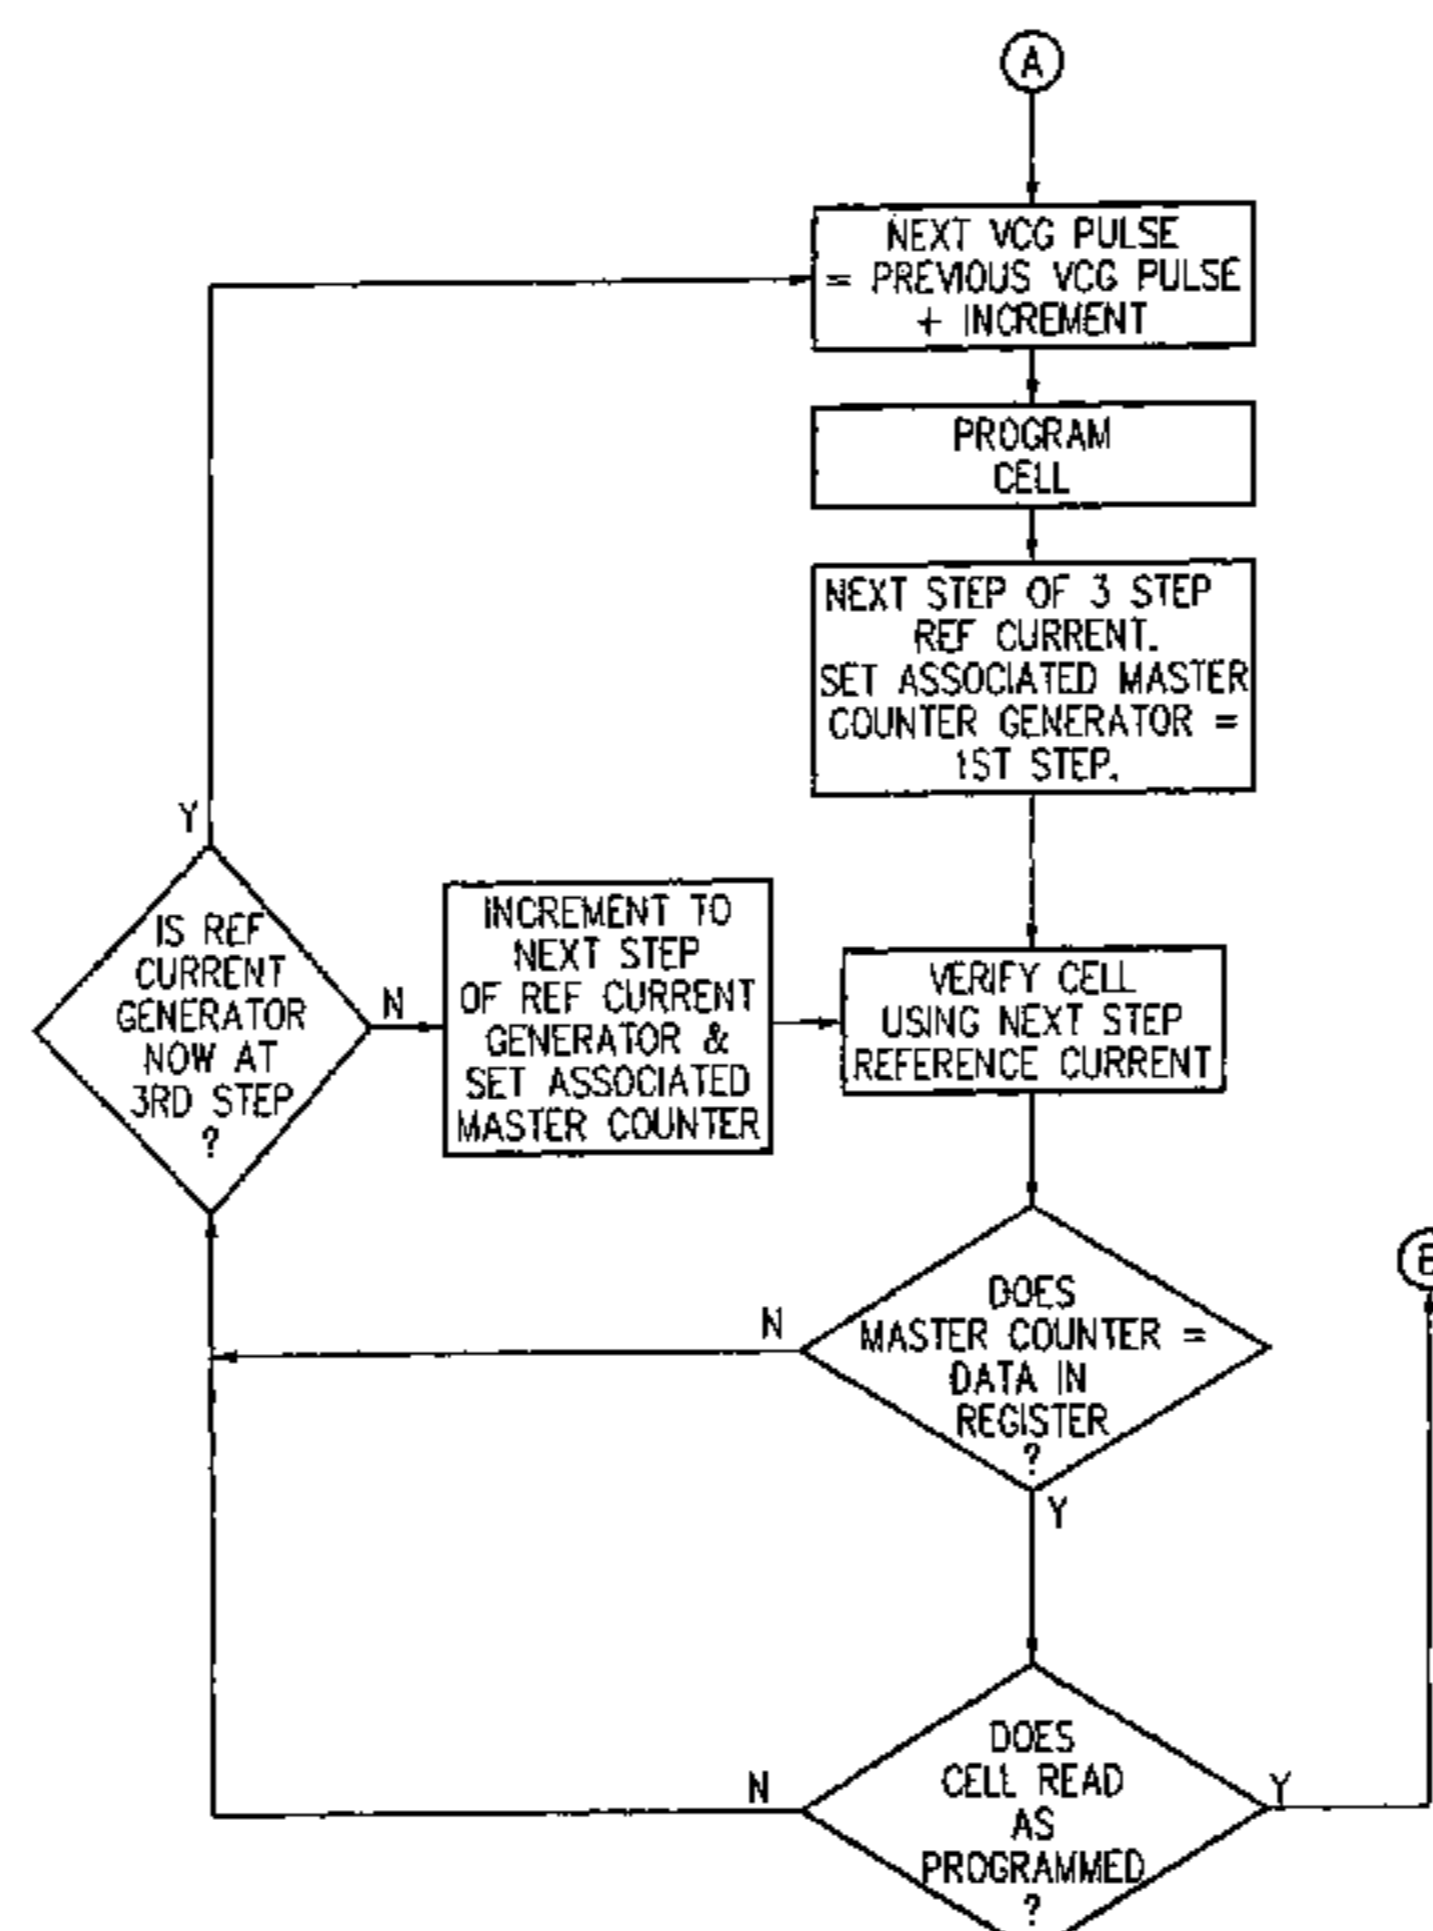 A
NEXT VCG PULSE
= PREVIOUS VCG PULSE
+ INCREMENT
PROGRAM
CELL
NEXT STEP OF 3 STEP
REF CURRENT.
SET ASSOCIATED MASTER
COUNTER GENERATOR =
1ST STEP.
Y
IS REF
CURRENT
GENERATOR
NOW AT
3RD STEP
?
N
INCREMENT TO
NEXT STEP
OF REF CURRENT
GENERATOR &
SET ASSOCIATED
MASTER COUNTER
VERIFY CELL
USING NEXT STEP
REFERENCE CURRENT
N
DOES
MASTER COUNTER =
DATA IN
REGISTER
?
Y
N
DOES
CELL READ
AS
PROGRAMMED
?
Y